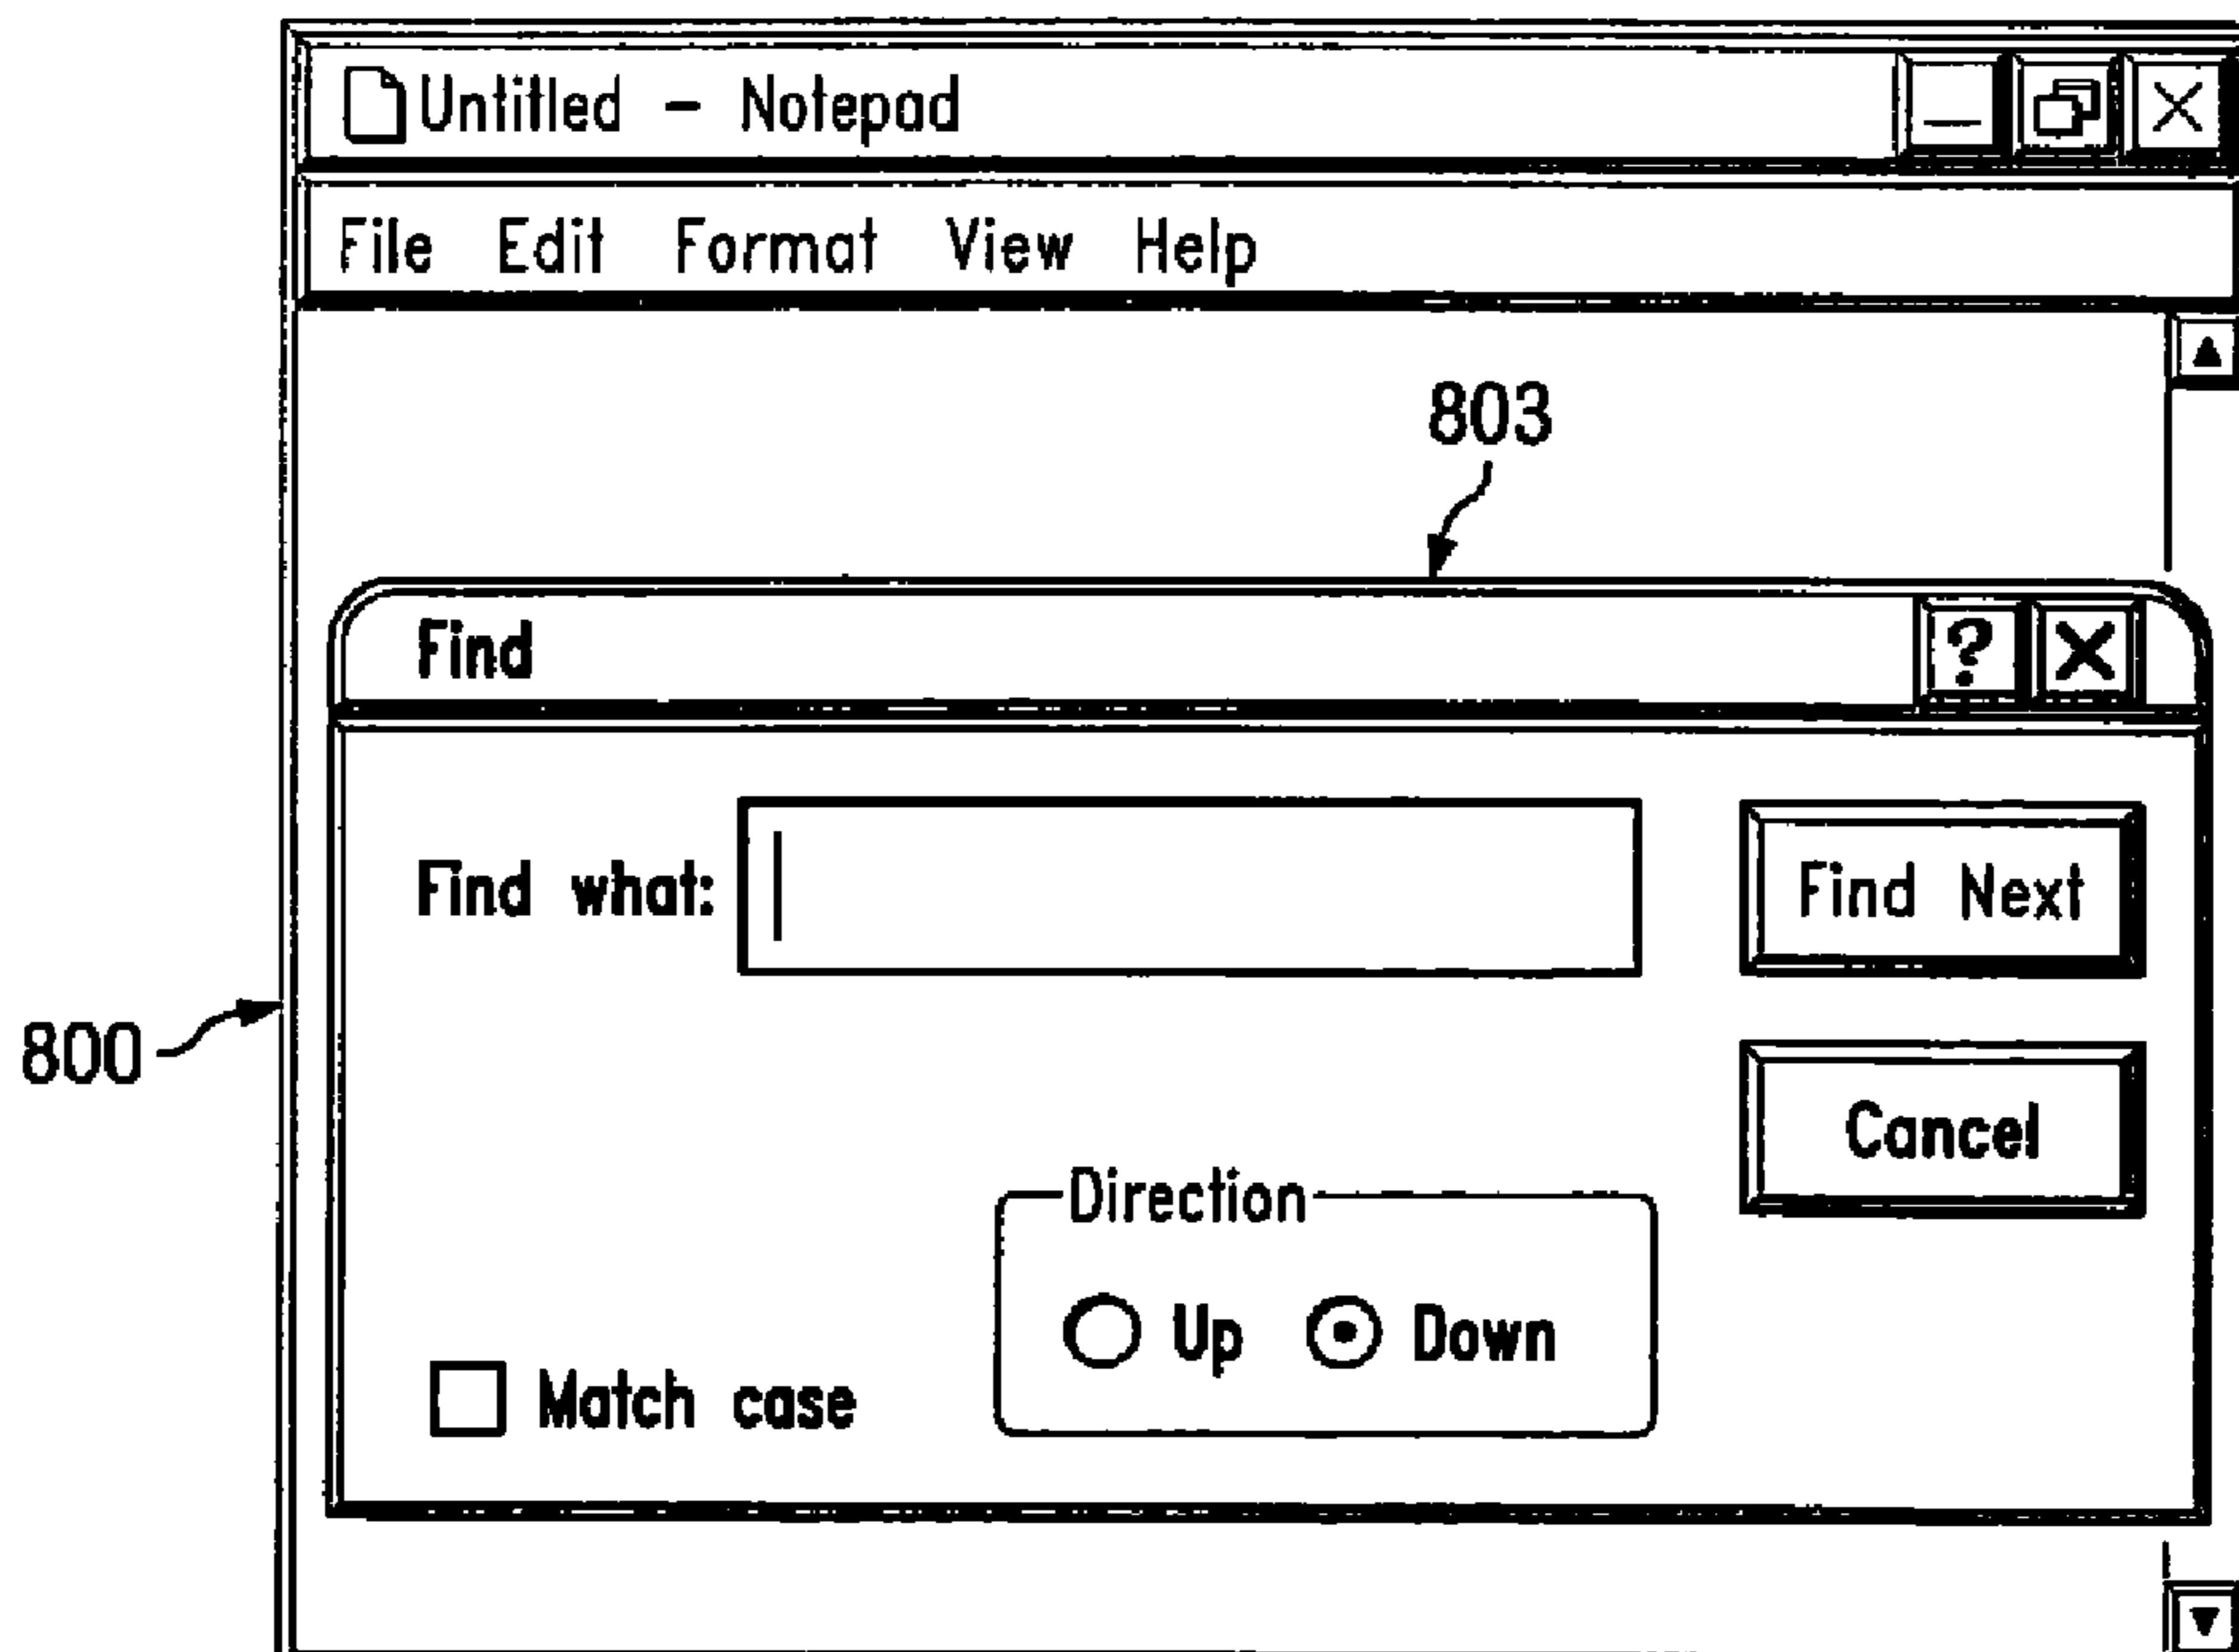 Untitled - Notepad
File Edit Format View Help
803
Find
?
Find what:
Find Next
800
Cancel
Direction
Up Down
Match case